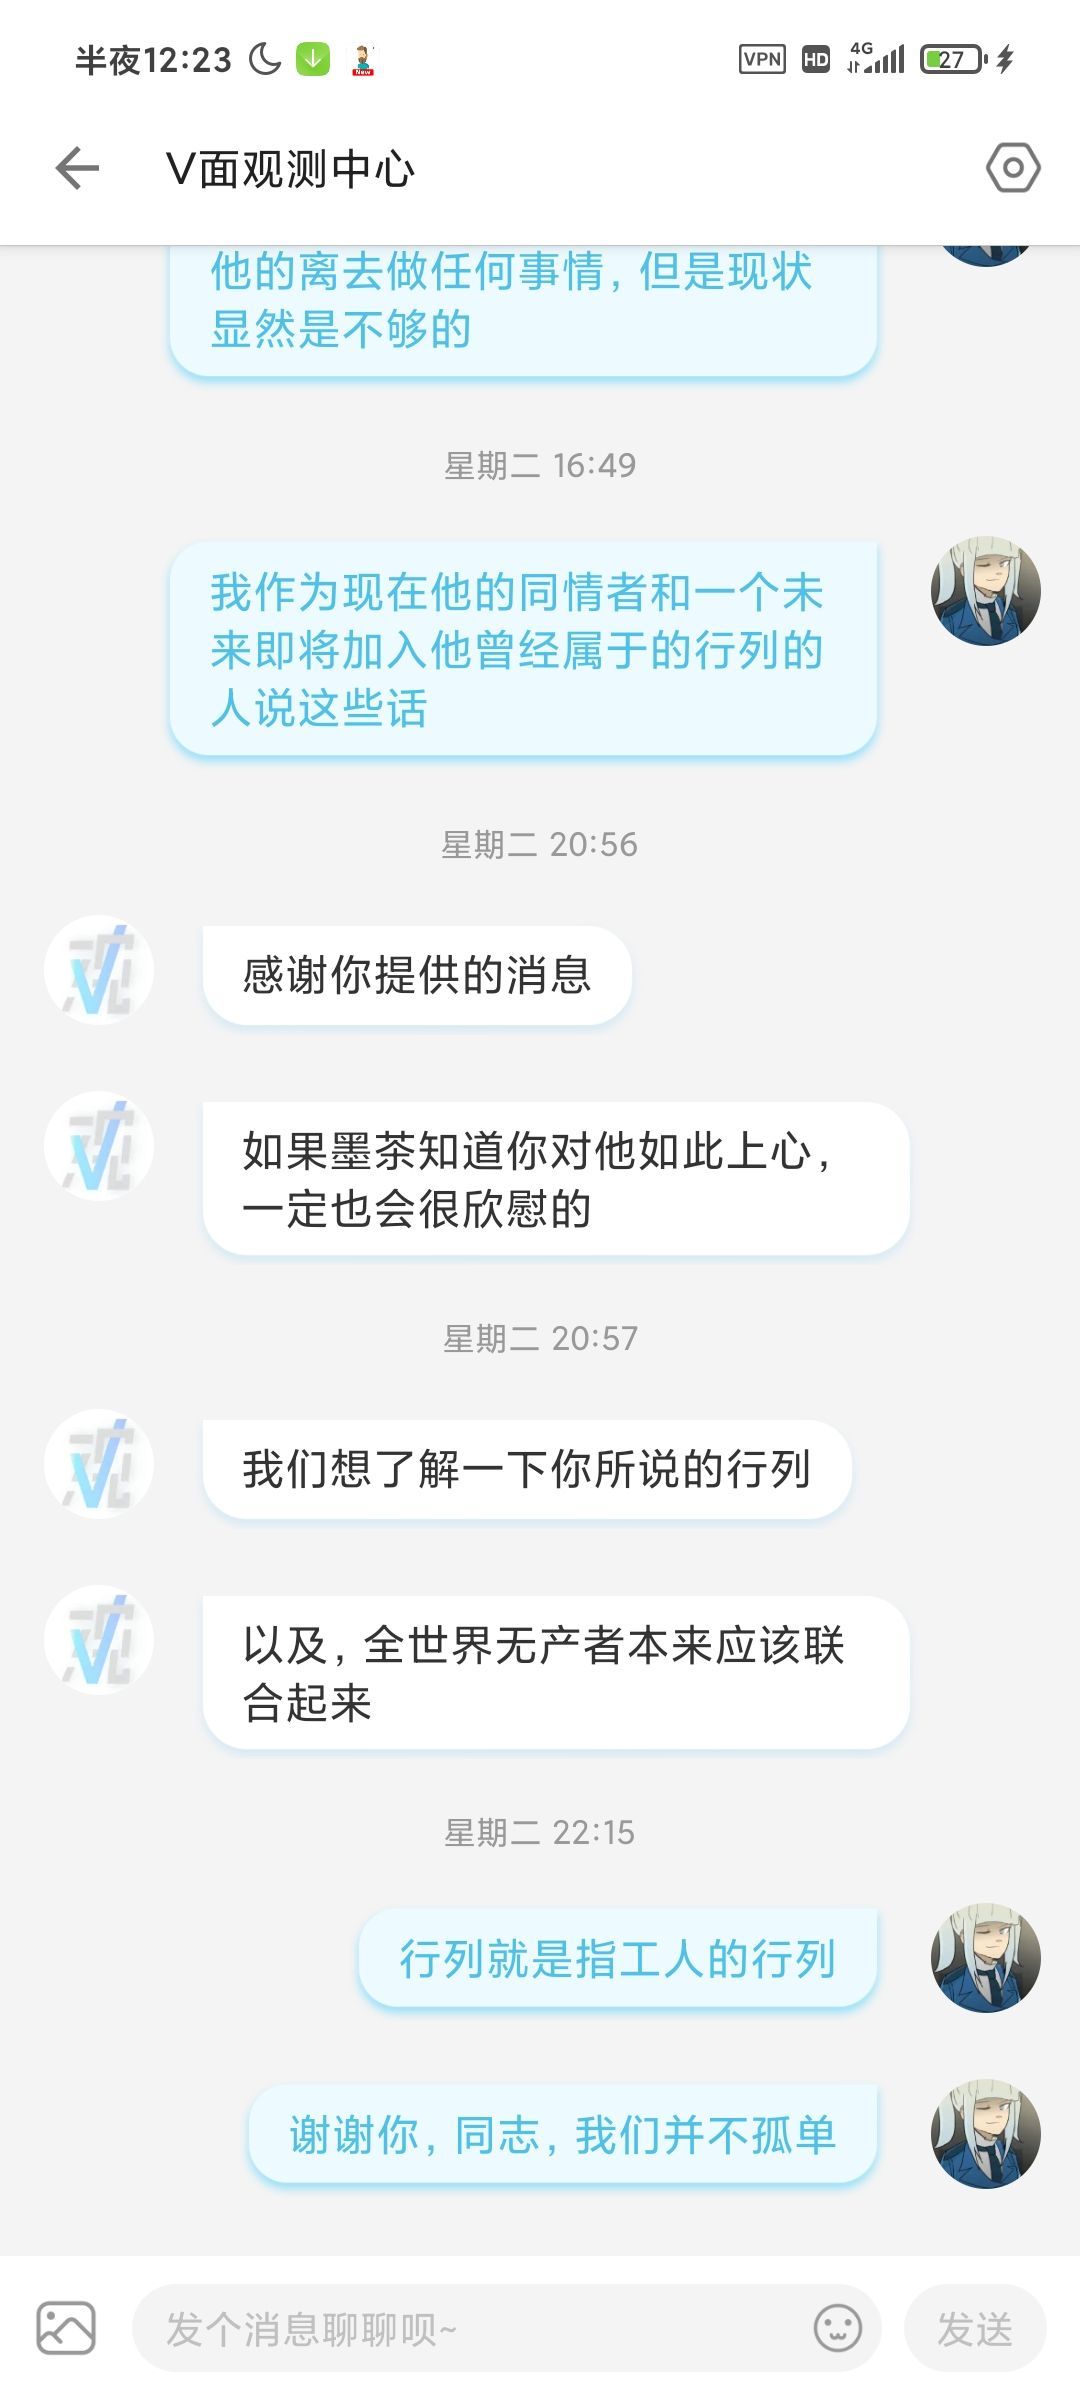 半夜12:23
New
VPN
HD
4G
27
V面观测中心
他的离去做任何事情，但是现状
显然是不够的
星期二 16:49
我作为现在他的同情者和一个未
来即将加入他曾经属于的行列的
人说这些话
星期二 20:56
感谢你提供的消息
如果墨茶知道你对他如此上心，
一定也会很欣慰的
星期二 20:57
我们想了解一下你所说的行列
以及，全世界无产者本来应该联
合起来
星期二 22:15
行列就是指工人的行列
谢谢你，同志，我们并不孤单
发个消息聊聊呗~
发送